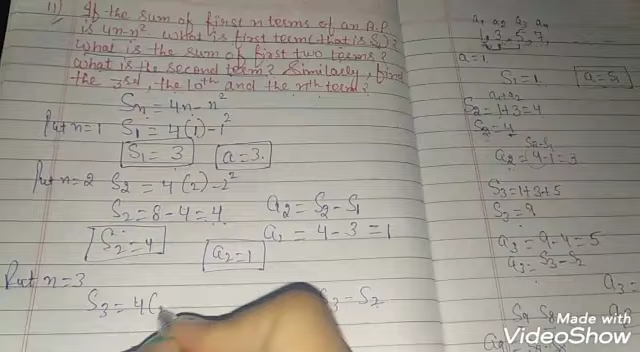 11) If the sum of first n terms of an A.P
is 4n-n² what is first term (that is S₁)?
What is the sum of first two terms?
What is the second term? Similarly, find
the 3rd, the 10th and the nth term?
Sn = 4n - n²
Put n=1 S₁ = 4(1) - 1²
S₁ = 3 a = 3.
Put n=2 S₂ = 4(2) - 2²
S₂ = 8 - 4 = 4 a₂ = S₂ - S₁
S₂ = 4 a₂ = 4 - 3 = 1
a₂ = 1
Put n=3
S₃ = 4( S₃ - S₂
a₁ a₂ a₃ a₄
1, 3, 5, 7,
a = 1.
S₁ = 1. a = S₁
a₁+a₂
S₂ = 1+3 = 4
S₂ = 4
S₂-S₁
a₂ = 4-1 = 3
S₃ = 1+3+5
S₃ = 9
a₃ = 9-4 = 5
a₃ = S₃ - S₂
a₃ =
S₉ S₈
Made with
VideoShow